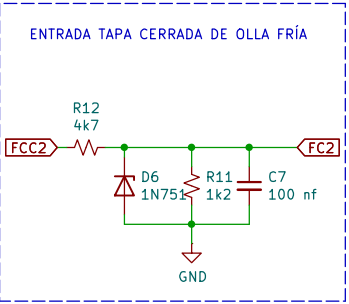 ENTRADA TAPA CERRADA DE OLLA FRÍA
R12
4k7
FCC2
FC2
D6
1N751
R11
1k2
C7
100 nf
GND